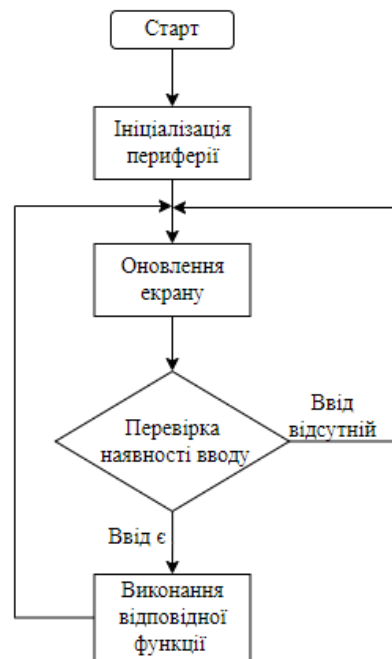 Старт
Ініціалізація
периферії
Оновлення
екрану
Перевірка
наявності вводу
Ввід
відсутній
Ввід є
Виконання
відповідної
функції